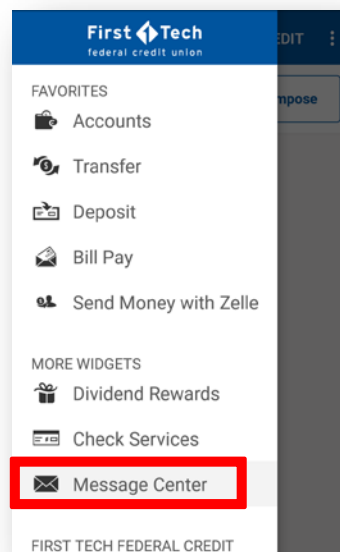 First Tech
federal credit union
EDIT
mpose
FAVORITES
Accounts
Transfer
Deposit
Bill Pay
Send Money with Zelle
MORE WIDGETS
Dividend Rewards
Check Services
Message Center
FIRST TECH FEDERAL CREDIT